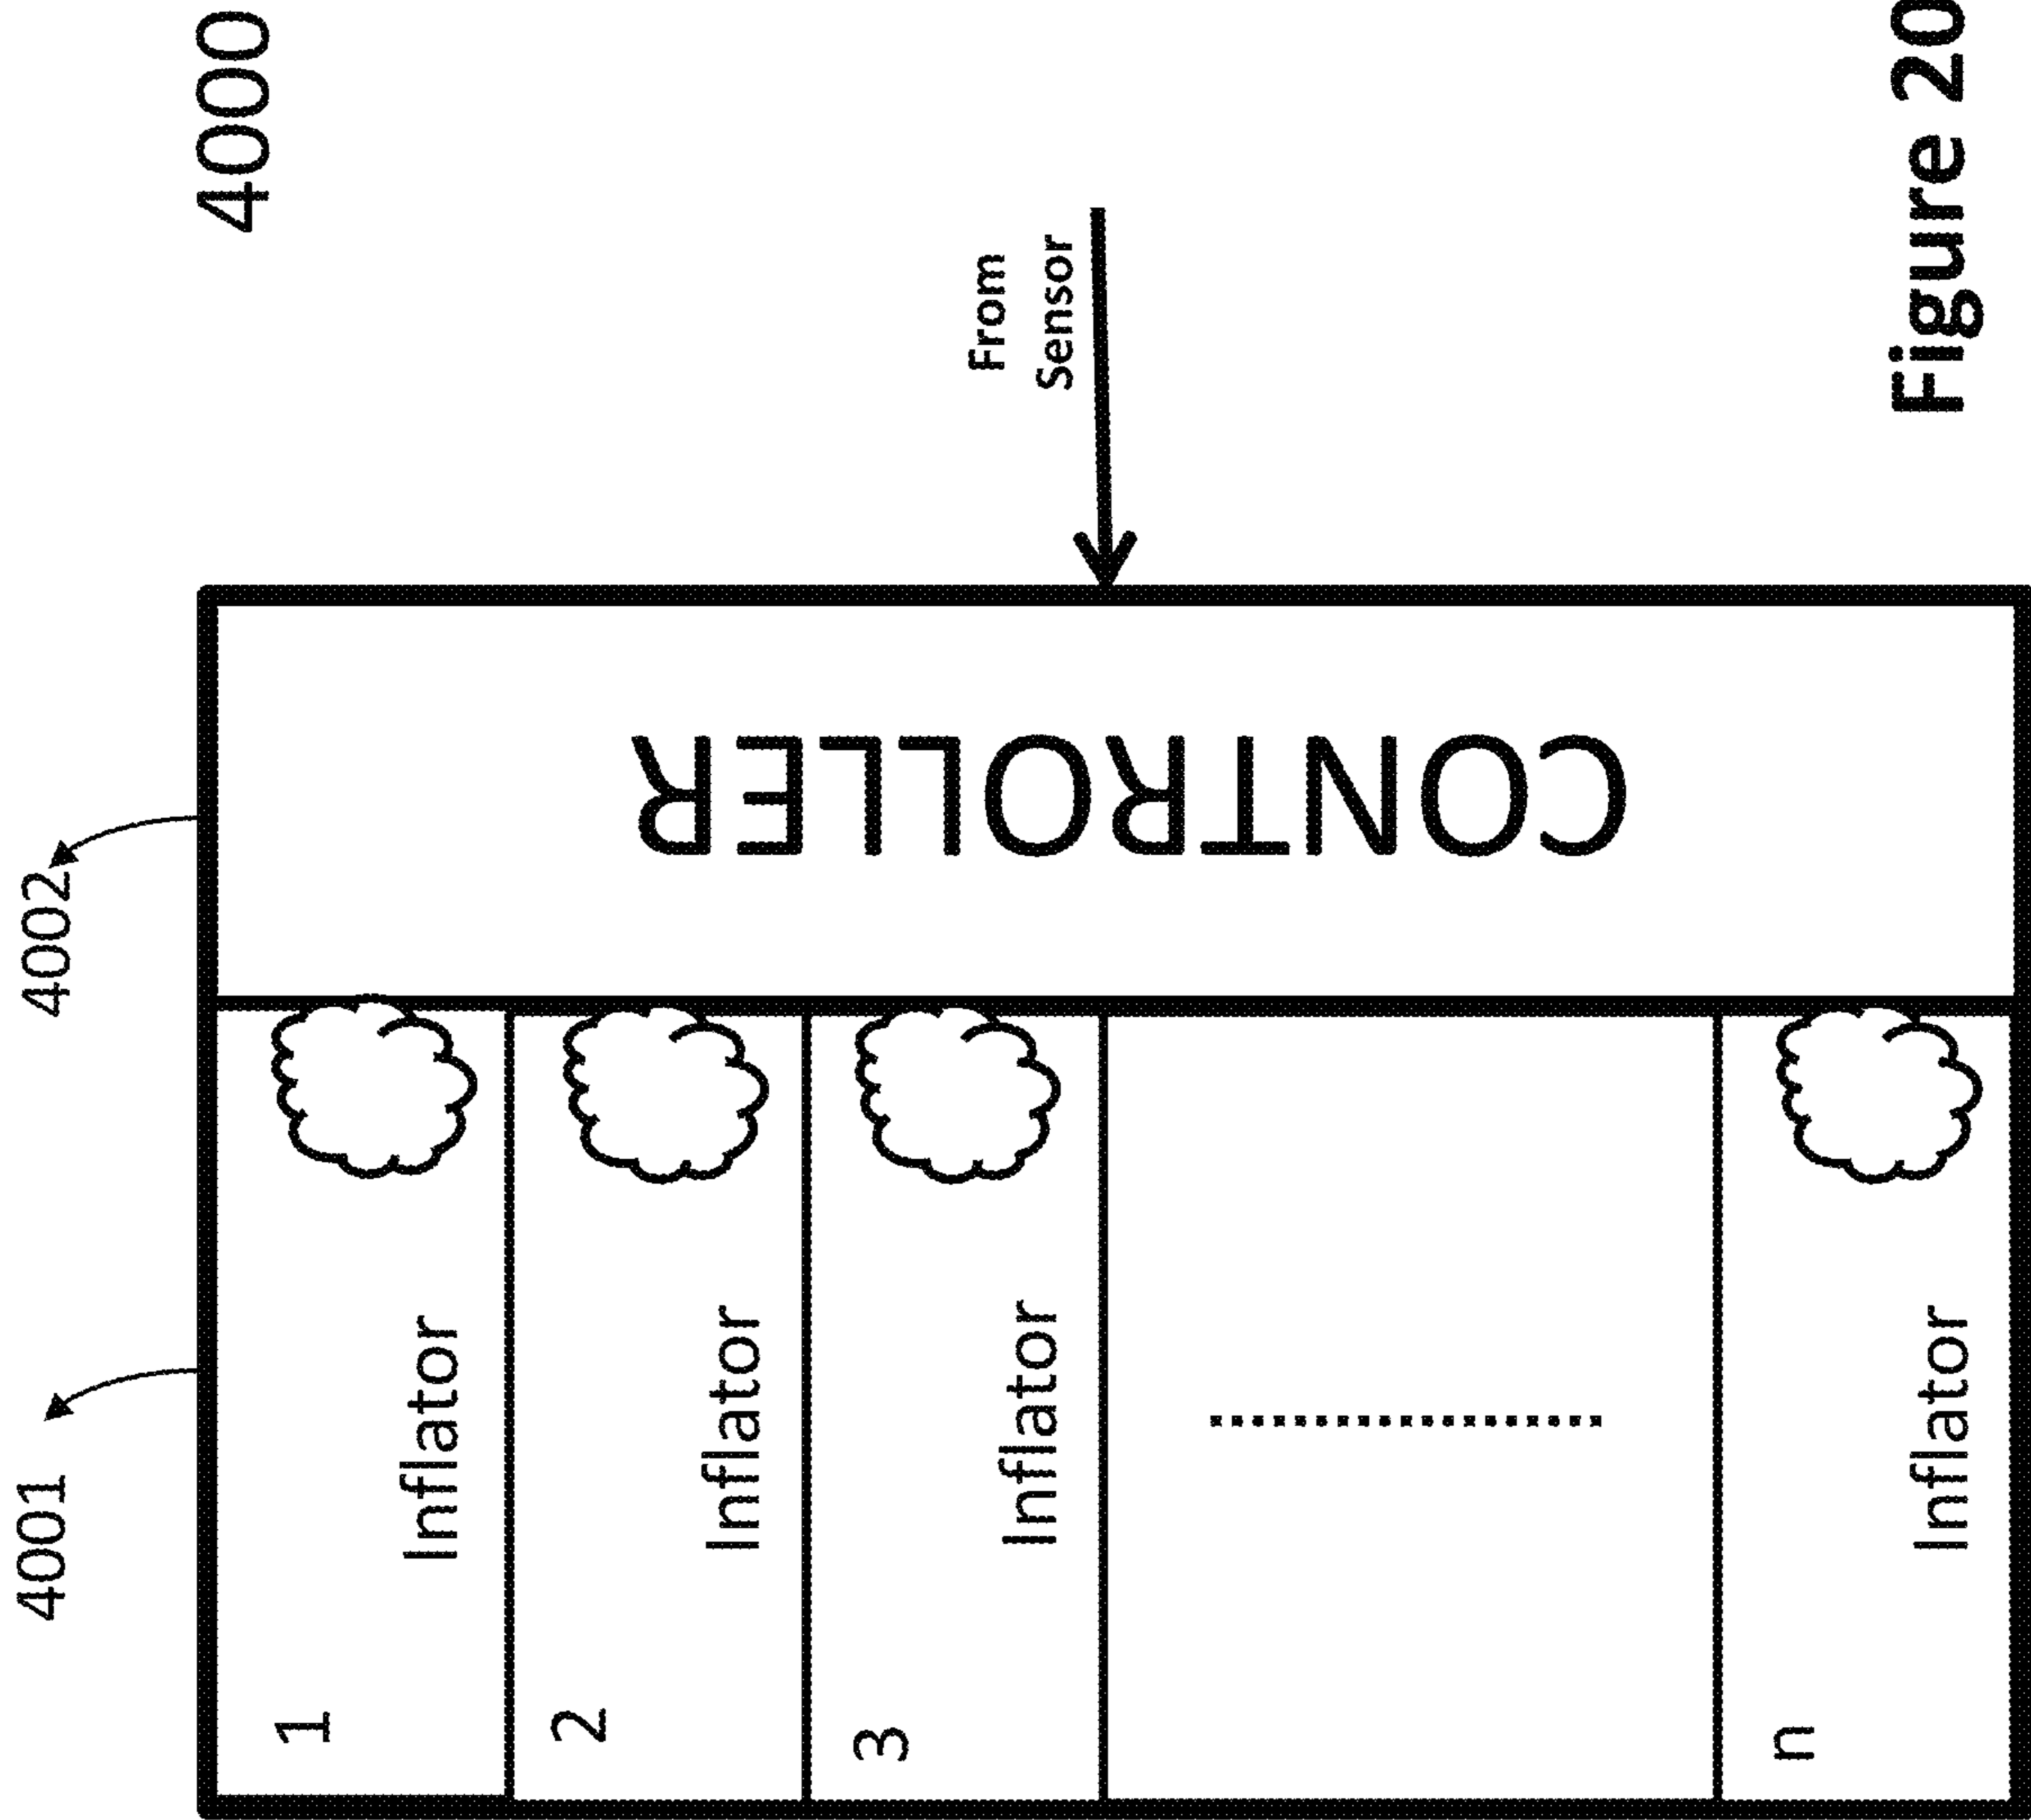 4001
4002
4000
1
Inflator
2
Inflator
3
Inflator
n
Inflator
CONTROLLER
From
Sensor
Figure 20